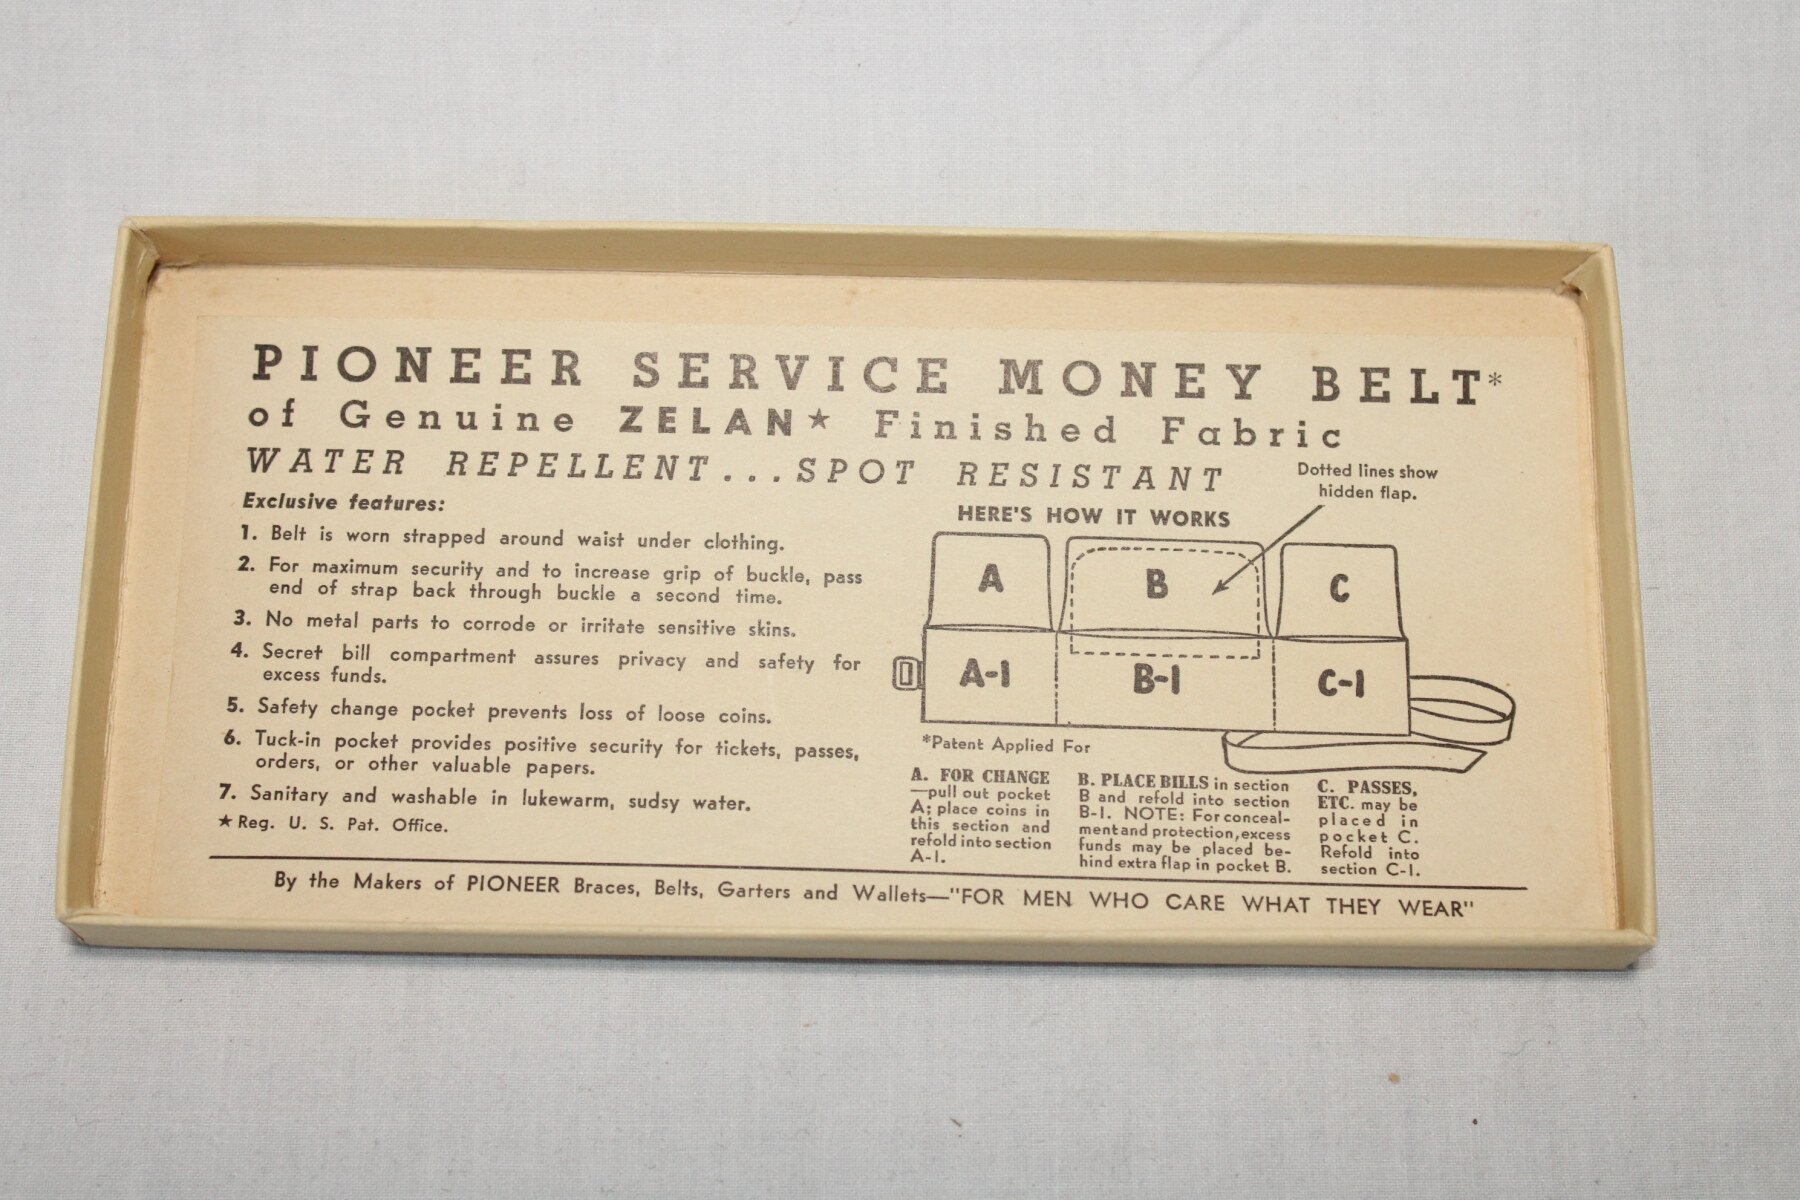 PIONEER SERVICE MONEY BELT*
of Genuine ZELAN★ Finished Fabric
WATER REPELLENT...SPOT RESISTANT
Exclusive features:
1. Belt is worn strapped around waist under clothing.
2. For maximum security and to increase grip of buckle, pass
end of strap back through buckle a second time.
3. No metal parts to corrode or irritate sensitive skins.
4. Secret bill compartment assures privacy and safety for
excess funds.
5. Safety change pocket prevents loss of loose coins.
6. Tuck-in pocket provides positive security for tickets, passes,
orders, or other valuable papers.
7. Sanitary and washable in lukewarm, sudsy water.
★Reg. U. S. Pat. Office.
Dotted lines show
hidden flap.
HERE'S HOW IT WORKS
A B C
A-1 B-1 C-1
*Patent Applied For
A. FOR CHANGE
—pull out pocket
A; place coins in
this section and
refold into section
A-1.
B. PLACE BILLS in section
B and refold into section
B-1. NOTE: For conceal-
ment and protection, excess
funds may be placed be-
hind extra flap in pocket B.
C. PASSES,
ETC. may be
placed in
pocket C.
Refold into
section C-1.
By the Makers of PIONEER Braces, Belts, Garters and Wallets—"FOR MEN WHO CARE WHAT THEY WEAR"